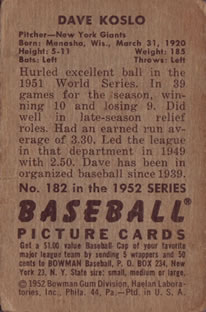 DAVE KOSLO
Pitcher—New York Giants
Born: Menasha, Wis., March 31, 1920
Height: 5-11 Weight: 185
Bats: Left Throws: Left
Hurled excellent ball in the
1951 World Series. In 39
games for the season, win-
ning 10 and losing 9. Did
well in late-season relief
roles. Had an earned run av-
erage of 3.30. Led the league
in that department in 1949
with 2.50. Dave has been in
organized baseball since 1939.
No. 182 in the 1952 SERIES
BASEBALL®
PICTURE CARDS
Get a $1.00 value Baseball Cap of your favorite
major league team by sending 5 wrappers and 50
cents to BOWMAN Baseball, P. O. BOX 234, New
York 23, N. Y. State size: small, medium or large.
©1952 Bowman Gum Division, Haelan Labora-
tories, Inc., Phila. 44, Pa.—Ptd. in U. S. A.